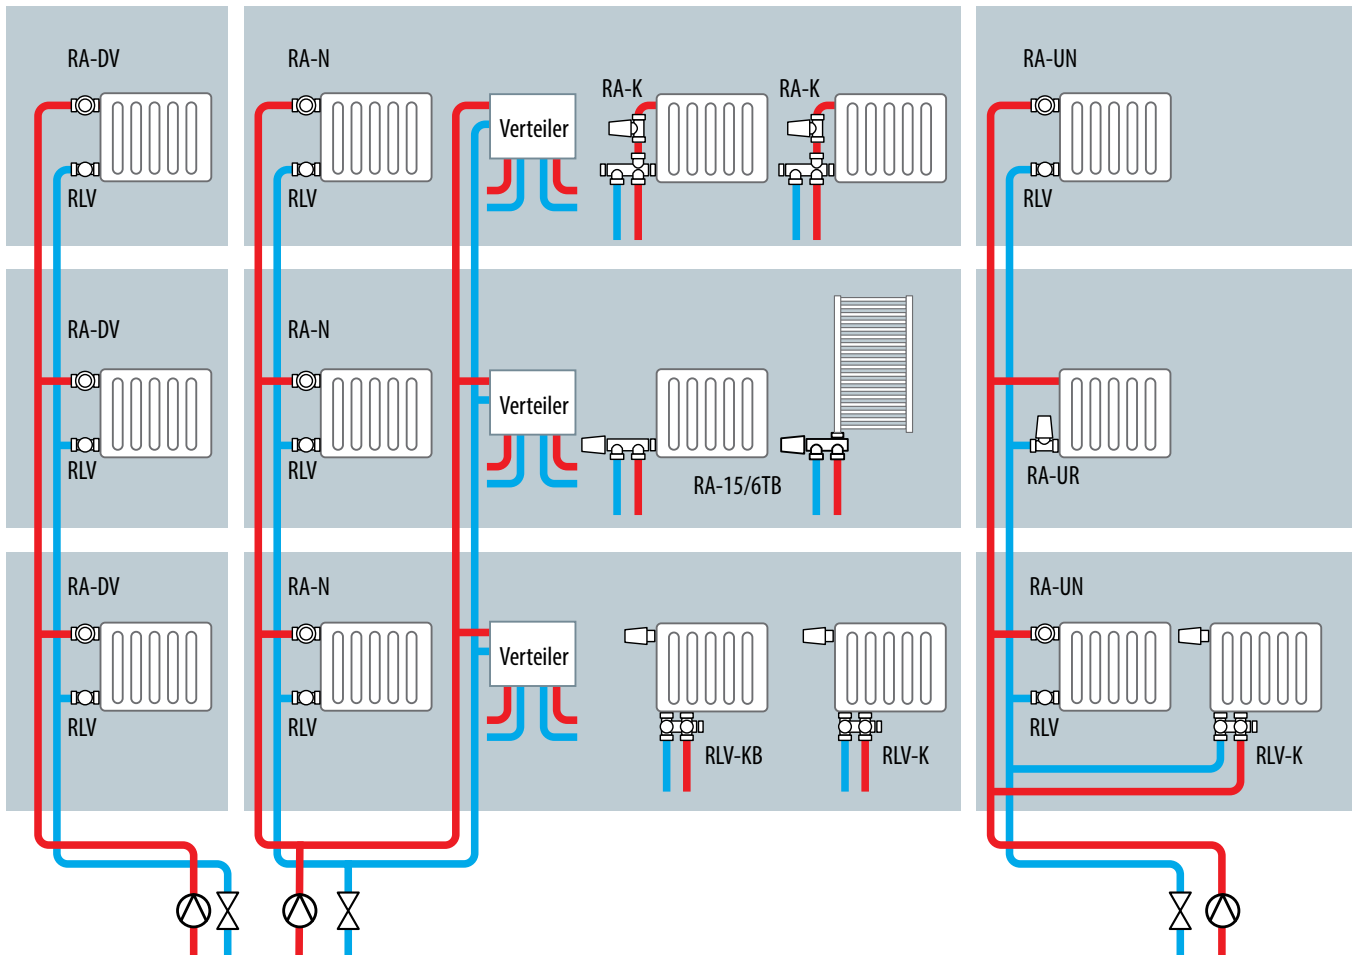 RA-DV
RLV
RA-DV
RLV
RA-DV
RLV
RA-N
RLV
Verteiler
RA-K
RA-K
RA-N
RLV
Verteiler
RA-15/6TB
RA-N
RLV
Verteiler
RLV-KB
RLV-K
RA-UN
RLV
RA-UR
RA-UN
RLV
RLV-K